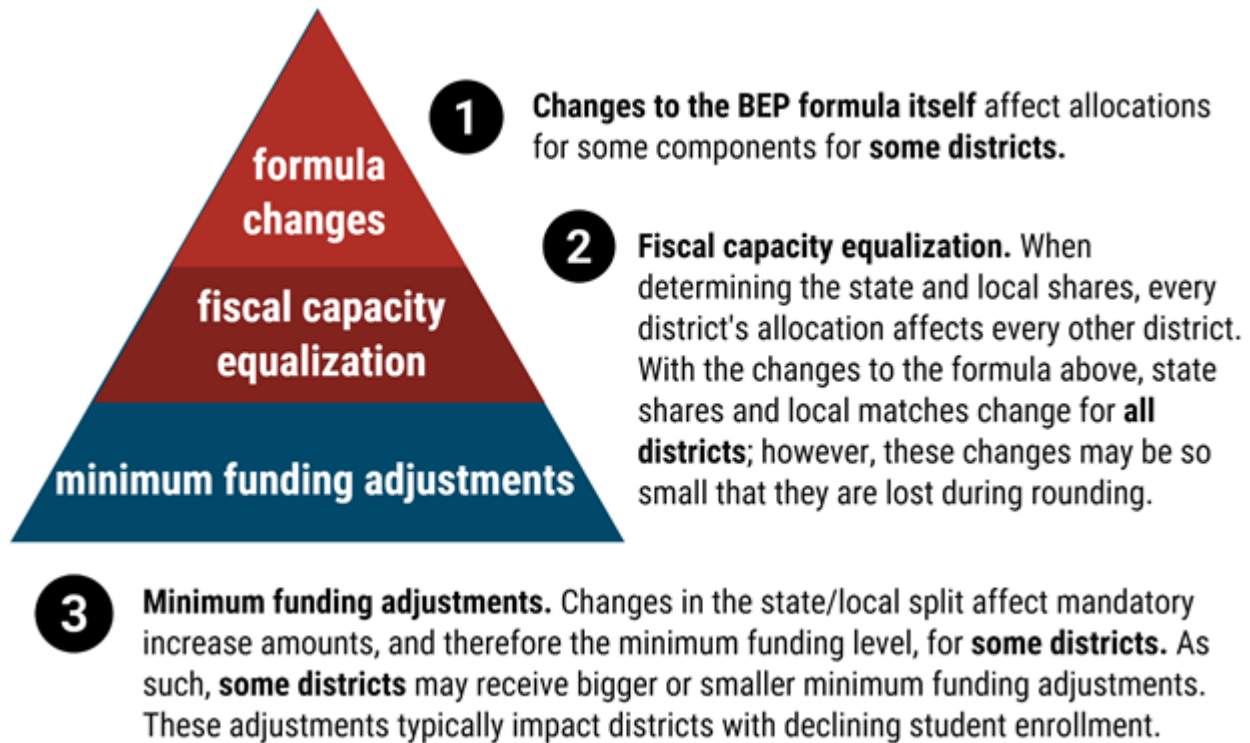 formula
changes
fiscal capacity
equalization
minimum funding adjustments
1
Changes to the BEP formula itself affect allocations
for some components for some districts.
2
Fiscal capacity equalization. When
determining the state and local shares, every
district's allocation affects every other district.
With the changes to the formula above, state
shares and local matches change for all
districts; however, these changes may be so
small that they are lost during rounding.
3
Minimum funding adjustments. Changes in the state/local split affect mandatory
increase amounts, and therefore the minimum funding level, for some districts. As
such, some districts may receive bigger or smaller minimum funding adjustments.
These adjustments typically impact districts with declining student enrollment.